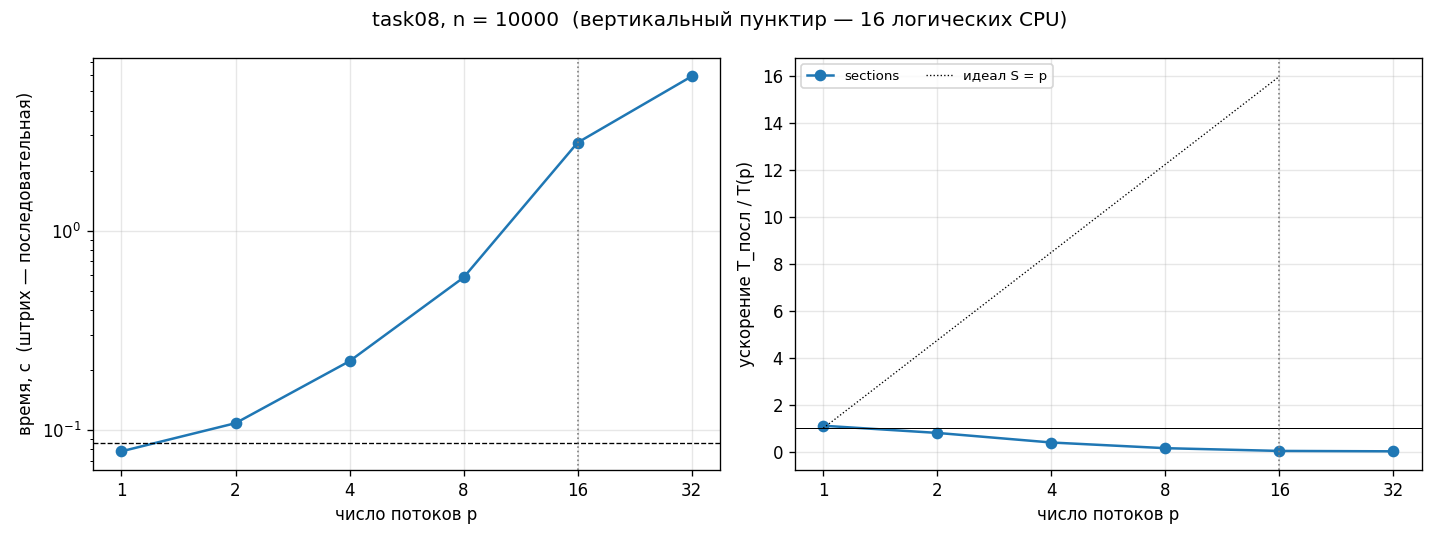 task08, n = 10000  (вертикальный пунктир — 16 логических CPU)
время, с  (штрих — последовательная)
10⁰
10⁻¹
1 2 4 8 16 32
число потоков p
ускорение T_посл / T(p)
sections
идеал S = p
16
14
12
10
8
6
4
2
0
1 2 4 8 16 32
число потоков p